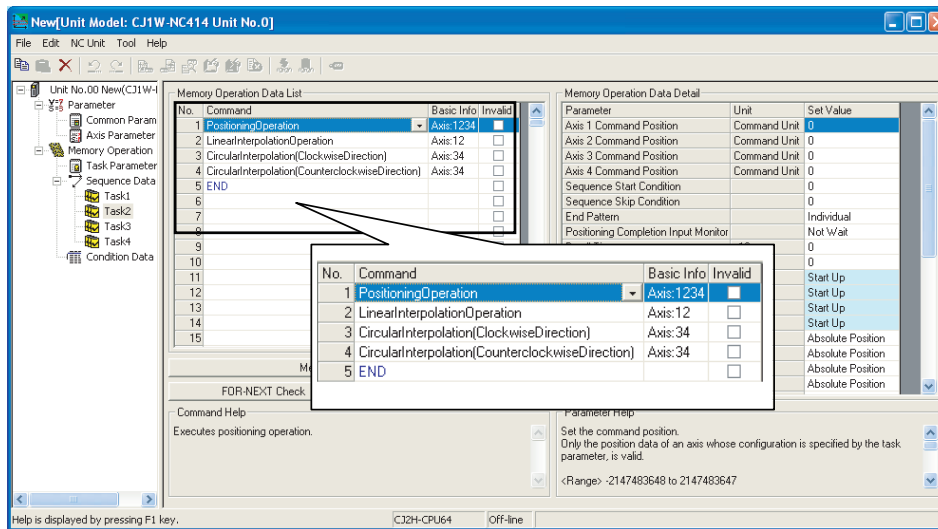 New[Unit Model: CJ1W-NC414 Unit No.0]
File Edit NC Unit Tool Help
Unit No.00 New(CJ1W-
Parameter
Common Param
Axis Parameter
Memory Operation
Task Parameter
Sequence Data
Task1
Task2
Task3
Task4
Condition Data
Memory Operation Data List
No. Command Basic Info Invalid
1 PositioningOperation Axis:1234
2 LinearInterpolationOperation Axis:12
3 CircularInterpolation(ClockwiseDirection) Axis:34
4 CircularInterpolation(CounterclockwiseDirection) Axis:34
5 END
6
7
8
9
10
11
12
13
14
15
FOR-NEXT Check
No. Command Basic Info Invalid
1 PositioningOperation Axis:1234
2 LinearInterpolationOperation Axis:12
3 CircularInterpolation(ClockwiseDirection) Axis:34
4 CircularInterpolation(CounterclockwiseDirection) Axis:34
5 END
Memory Operation Data Detail
Parameter Unit Set Value
Axis 1 Command Position Command Unit 0
Axis 2 Command Position Command Unit 0
Axis 3 Command Position Command Unit 0
Axis 4 Command Position Command Unit 0
Sequence Start Condition 0
Sequence Skip Condition 0
End Pattern Individual
Positioning Completion Input Monitor Not Wait
0
0
Start Up
Start Up
Start Up
Start Up
Absolute Position
Absolute Position
Absolute Position
Absolute Position
Command Help
Executes positioning operation.
Parameter Help
Set the command position.
Only the position data of an axis whose configuration is specified by the task
parameter, is valid.
<Range> -2147483648 to 2147483647
Help is displayed by pressing F1 key. CJ2H-CPU64 Off-line